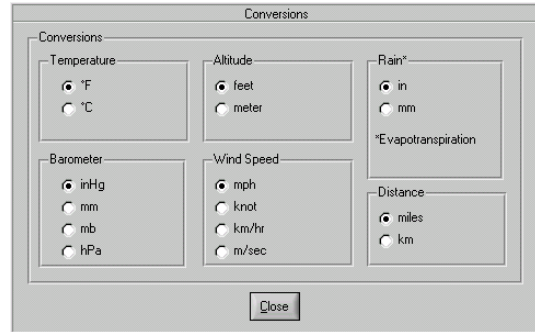 Conversions
Conversions
Temperature
°F
°C
Altitude
feet
meter
Rain*
in
mm
*Evapotranspiration
Barometer
inHg
mm
mb
hPa
Wind Speed
mph
knot
km/hr
m/sec
Distance
miles
km
Close